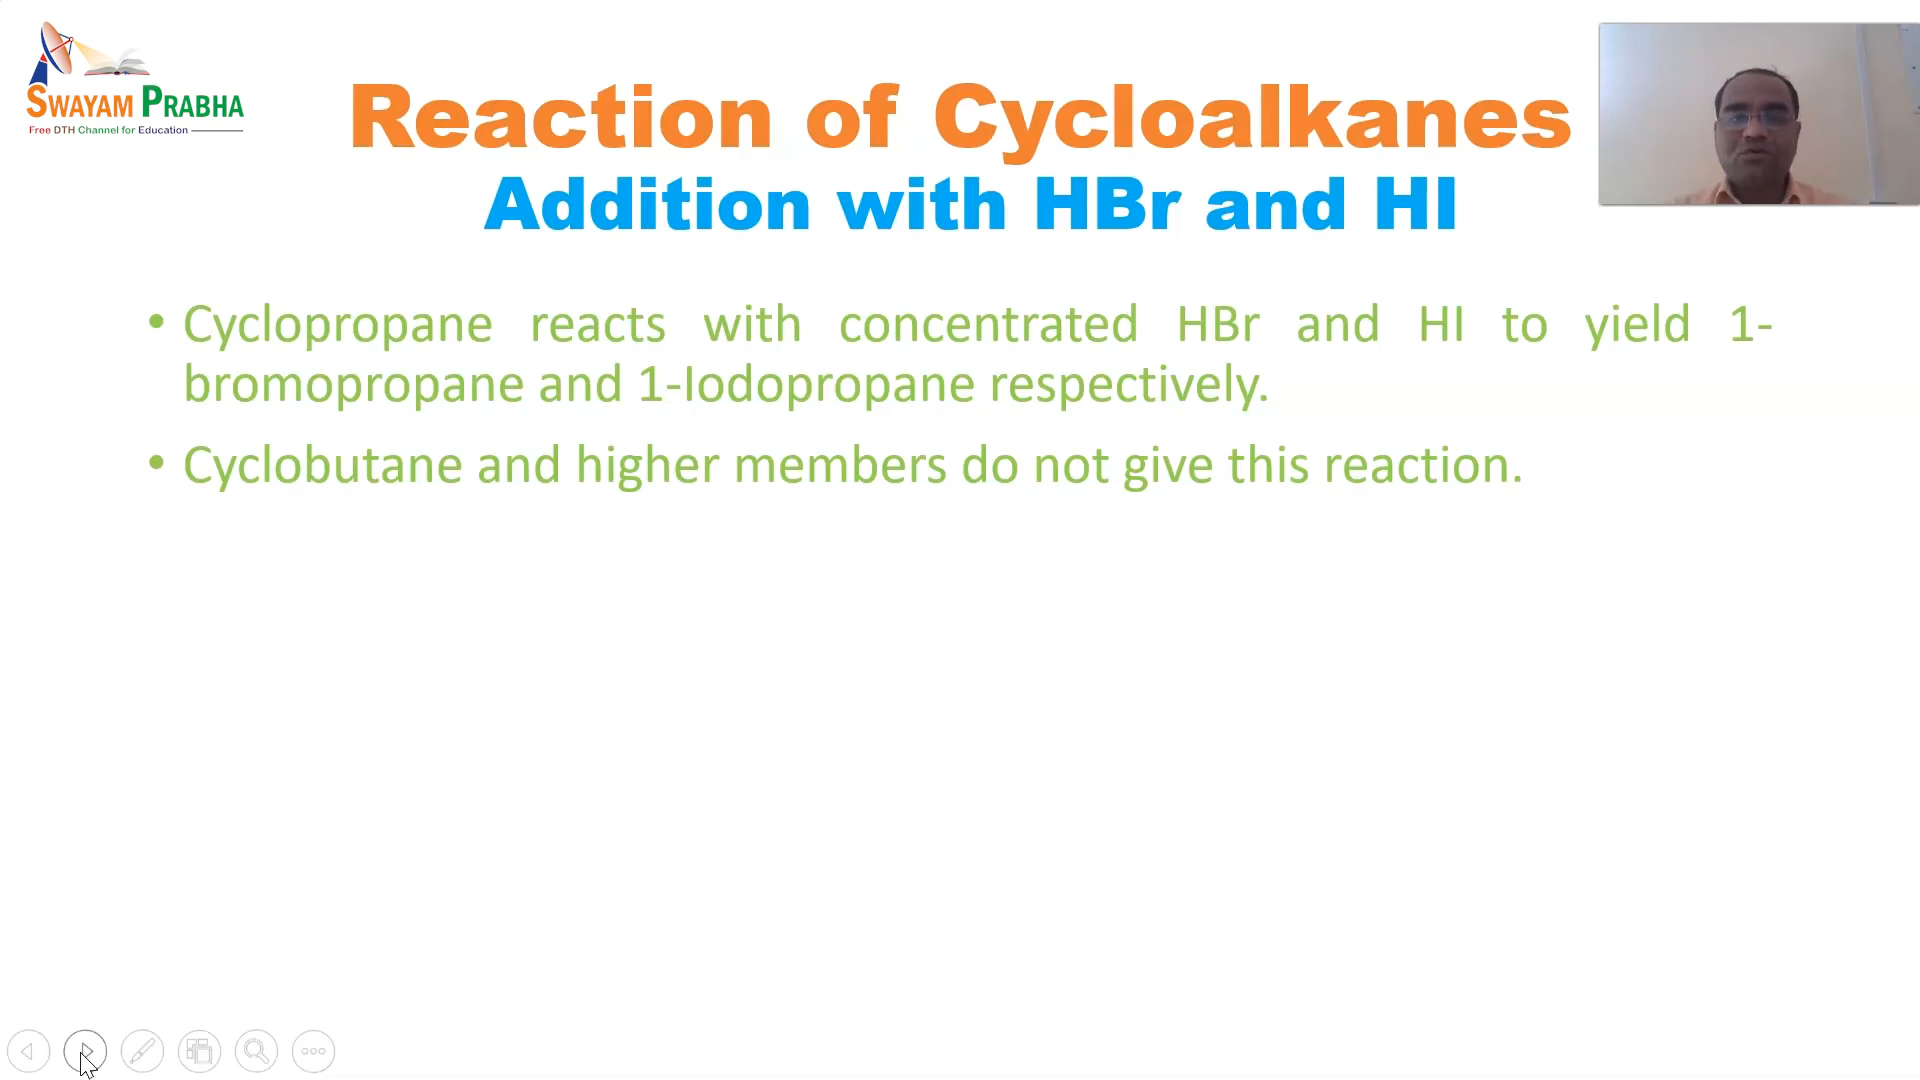 SWAYAM PRABHA
Free DTH Channel for Education
Reaction of Cycloalkanes
Addition with HBr and HI
• Cyclopropane reacts with concentrated HBr and HI to yield 1-
bromopropane and 1-Iodopropane respectively.
• Cyclobutane and higher members do not give this reaction.